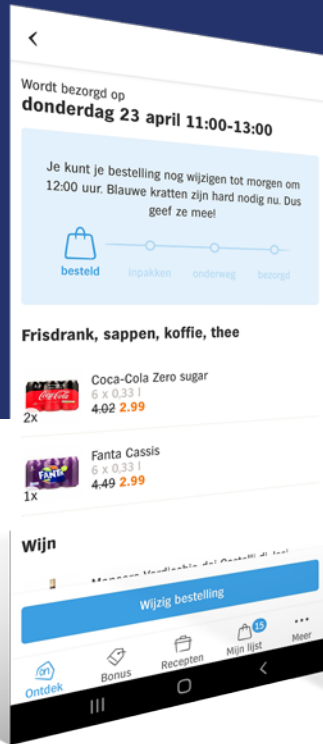 Wordt bezorgd op
donderdag 23 april 11:00-13:00
Je kunt je bestelling nog wijzigen tot morgen om
12:00 uur. Blauwe kratten zijn hard nodig nu. Dus
geef ze mee!
besteld inpakken onderweg bezorgd
Frisdrank, sappen, koffie, thee
Coca-Cola
Coca-Cola Zero sugar
6 x 0,33 l
4.02 2.99
2x
FANTA
Fanta Cassis
6 x 0,33 l
4.49 2.99
1x
Wijn
Wijzig bestelling
15
Ontdek Bonus Recepten Mijn lijst Meer